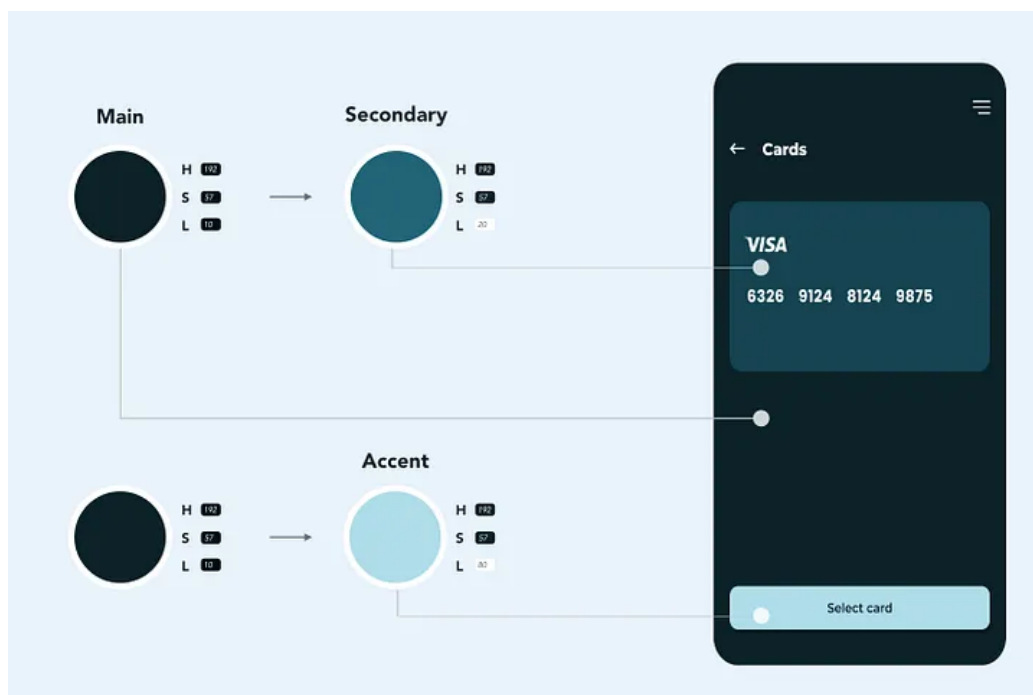 Main
H 192
S 57
L 10
Secondary
H 192
S 57
L 20
← Cards
VISA
6326 9124 8124 9875
H 192
S 57
L 10
Accent
H 192
S 57
L 80
Select card